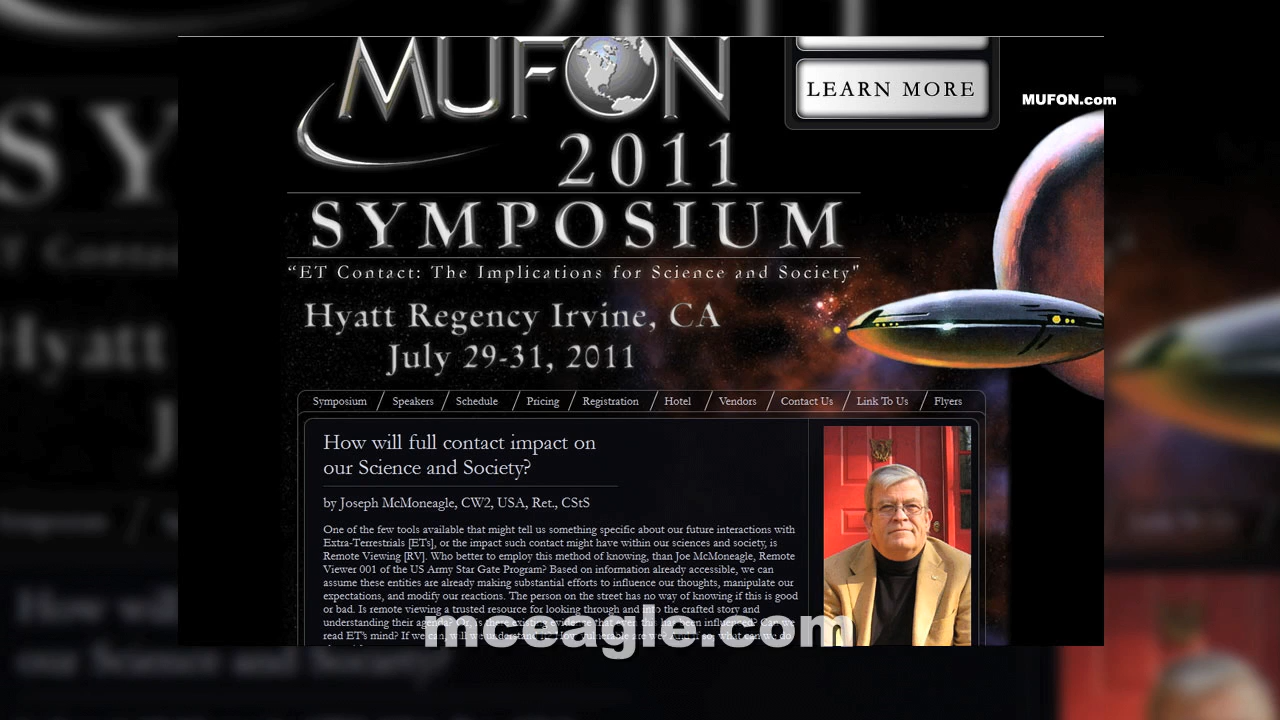 MUFON
2011
SYMPOSIUM
"ET Contact: The Implications for Science and Society"
Hyatt Regency Irvine, CA
July 29-31, 2011
LEARN MORE
MUFON.com
Symposium / Speakers / Schedule / Pricing / Registration / Hotel / Vendors / Contact Us / Link To Us / Flyers
How will full contact impact on
our Science and Society?
by Joseph McMoneagle, CW2, USA, Ret., CStS
One of the few tools available that might tell us something specific about our future interactions with
Extra-Terrestrials [ETs], or the impact such contact might have within our sciences and society, is
Remote Viewing [RV]. Who better to employ this method of knowing, than Joe McMoneagle, Remote
Viewer 001 of the US Army Star Gate Program? Based on information already accessible, we can
assume these entities are already making substantial efforts to influence our thoughts, manipulate our
expectations, and modify our reactions. The person on the street has no way of knowing if this is good
or bad. Is remote viewing a trusted resource for looking through and into the crafted story and
understanding their
read ET's mind? If we
mceagle.com